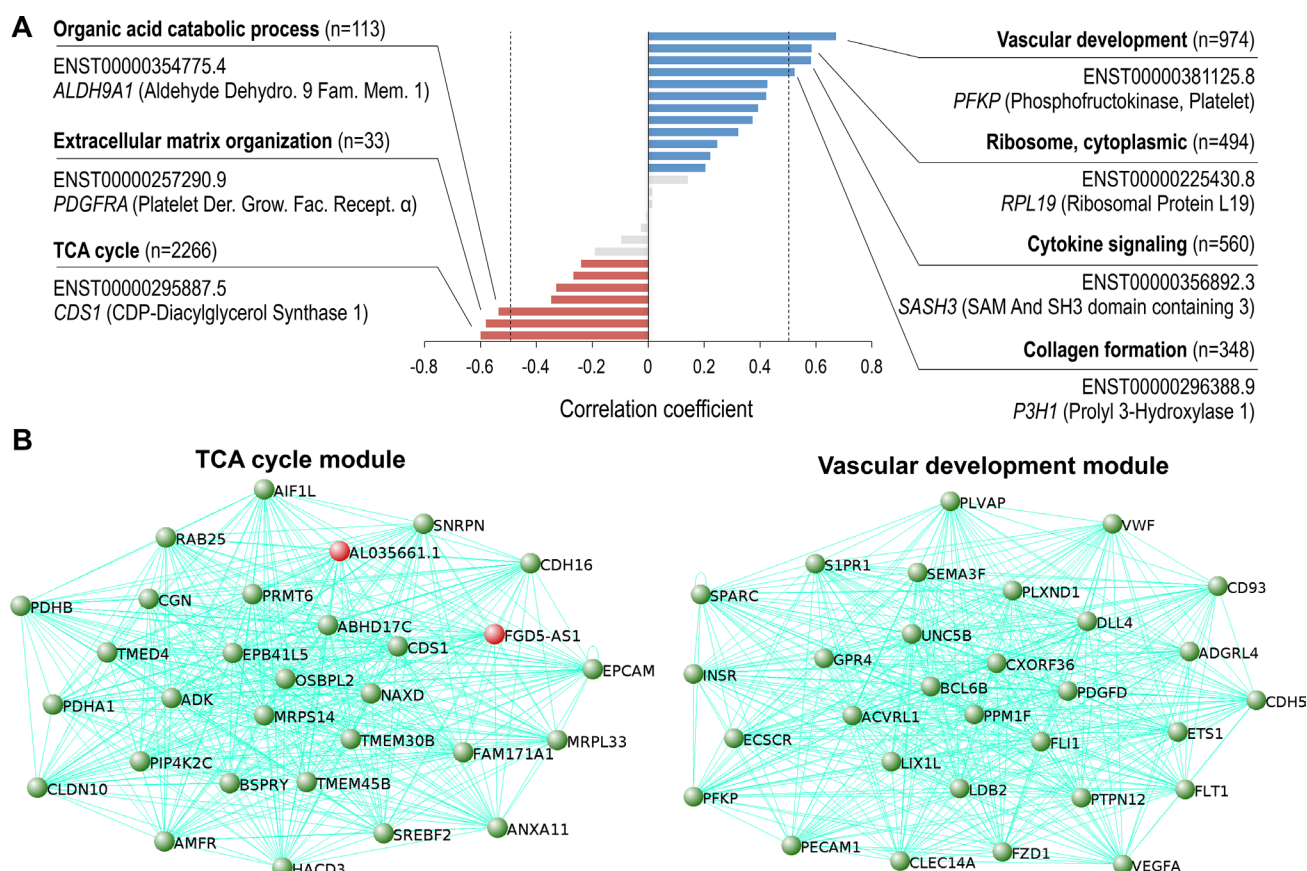 A
Organic acid catabolic process (n=113)
ENST00000354775.4
ALDH9A1 (Aldehyde Dehydro. 9 Fam. Mem. 1)
Extracellular matrix organization (n=33)
ENST00000257290.9
PDGFRA (Platelet Der. Grow. Fac. Recept. α)
TCA cycle (n=2266)
ENST00000295887.5
CDS1 (CDP-Diacylglycerol Synthase 1)
Vascular development (n=974)
ENST00000381125.8
PFKP (Phosphofructokinase, Platelet)
Ribosome, cytoplasmic (n=494)
ENST00000225430.8
RPL19 (Ribosomal Protein L19)
Cytokine signaling (n=560)
ENST00000356892.3
SASH3 (SAM And SH3 domain containing 3)
Collagen formation (n=348)
ENST00000296388.9
P3H1 (Prolyl 3-Hydroxylase 1)
-0.8 -0.6 -0.4 -0.2 0 0.2 0.4 0.6 0.8
Correlation coefficient
B
TCA cycle module
AIF1L
SNRPN
RAB25
AL035661.1
CDH16
PDHB
CGN
PRMT6
ABHD17C
FGD5-AS1
TMED4
EPB41L5
CDS1
EPCAM
OSBPL2
PDHA1
ADK
NAXD
MRPS14
TMEM30B
MRPL33
FAM171A1
PIP4K2C
CLDN10
BSPRY
TMEM45B
AMFR
SREBF2
ANXA11
HACD3
Vascular development module
PLVAP
VWF
S1PR1
SEMA3F
PLXND1
CD93
SPARC
DLL4
UNC5B
ADGRL4
GPR4
CXORF36
INSR
BCL6B
PDGFD
CDH5
ACVRL1
PPM1F
ETS1
ECSCR
FLI1
LIX1L
LDB2
PTPN12
FLT1
PFKP
PECAM1
CLEC14A
FZD1
VEGFA